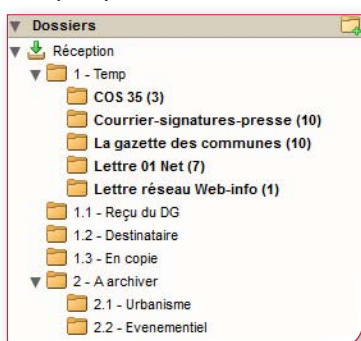 Dossiers
Réception
1 - Temp
COS 35 (3)
Courrier-signatures-presse (10)
La gazette des communes (10)
Lettre 01 Net (7)
Lettre réseau Web-info (1)
1.1 - Reçu du DG
1.2 - Destinataire
1.3 - En copie
2 - A archiver
2.1 - Urbanisme
2.2 - Evenementiel